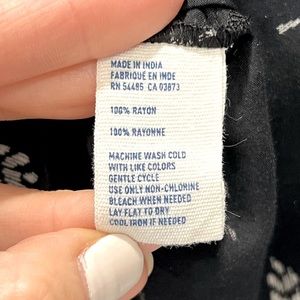 MADE IN INDIA
FABRIQUÉ EN INDE
RN 54485 CA 03873
100% RAYON
100% RAYONNE
MACHINE WASH COLD
WITH LIKE COLORS
GENTLE CYCLE
USE ONLY NON-CHLORINE
BLEACH WHEN NEEDED
LAY FLAT TO DRY
COOL IRON IF NEEDED